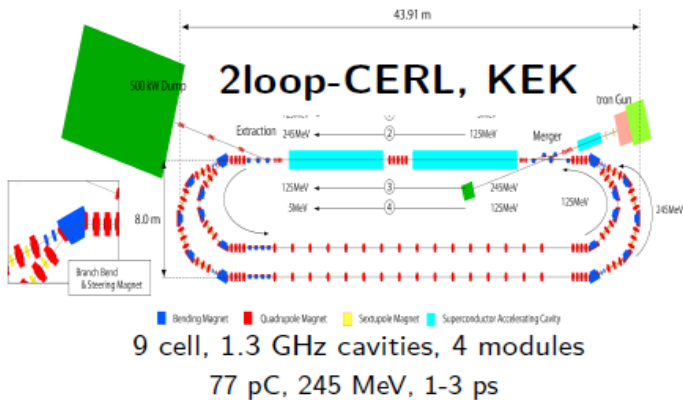 43.91 m
500 kW Dump
2loop-CERL, KEK
tron Gun
Extraction
245MeV
②
125MeV
Merger
125MeV
③
245MeV
5MeV
④
125MeV
125MeV
245MeV
8.0 m
Branch Bend
& Steering Magnet
Bending Magnet Quadrupole Magnet Sextupole Magnet Superconductor Accelerating Cavity
9 cell, 1.3 GHz cavities, 4 modules
77 pC, 245 MeV, 1-3 ps